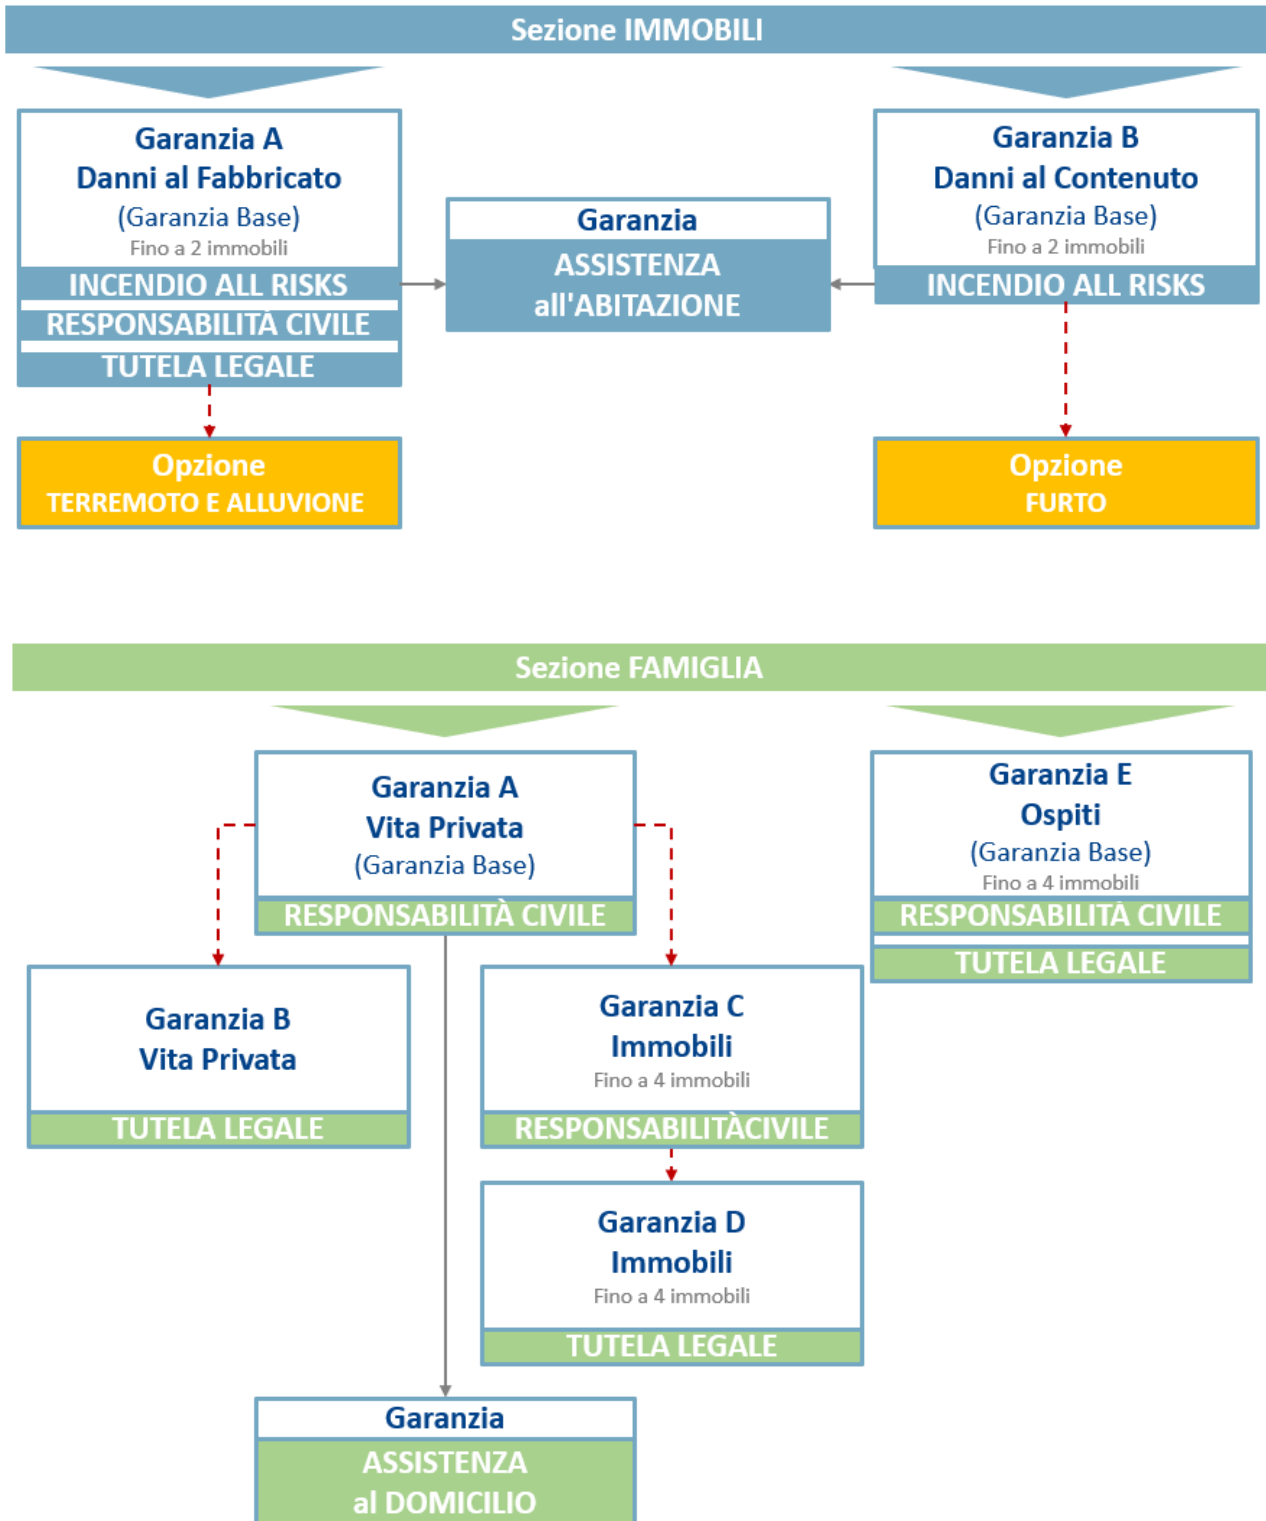 Sezione IMMOBILI
Garanzia A
Danni al Fabbricato
(Garanzia Base)
Fino a 2 immobili
INCENDIO ALL RISKS
RESPONSABILITÀ CIVILE
TUTELA LEGALE
Garanzia
ASSISTENZA
all'ABITAZIONE
Garanzia B
Danni al Contenuto
(Garanzia Base)
Fino a 2 immobili
INCENDIO ALL RISKS
Opzione
TERREMOTO E ALLUVIONE
Opzione
FURTO
Sezione FAMIGLIA
Garanzia A
Vita Privata
(Garanzia Base)
RESPONSABILITÀ CIVILE
Garanzia E
Ospiti
(Garanzia Base)
Fino a 4 immobili
RESPONSABILITÀ CIVILE
TUTELA LEGALE
Garanzia B
Vita Privata
TUTELA LEGALE
Garanzia C
Immobili
Fino a 4 immobili
RESPONSABILITÀCIVILE
Garanzia D
Immobili
Fino a 4 immobili
TUTELA LEGALE
Garanzia
ASSISTENZA
al DOMICILIO